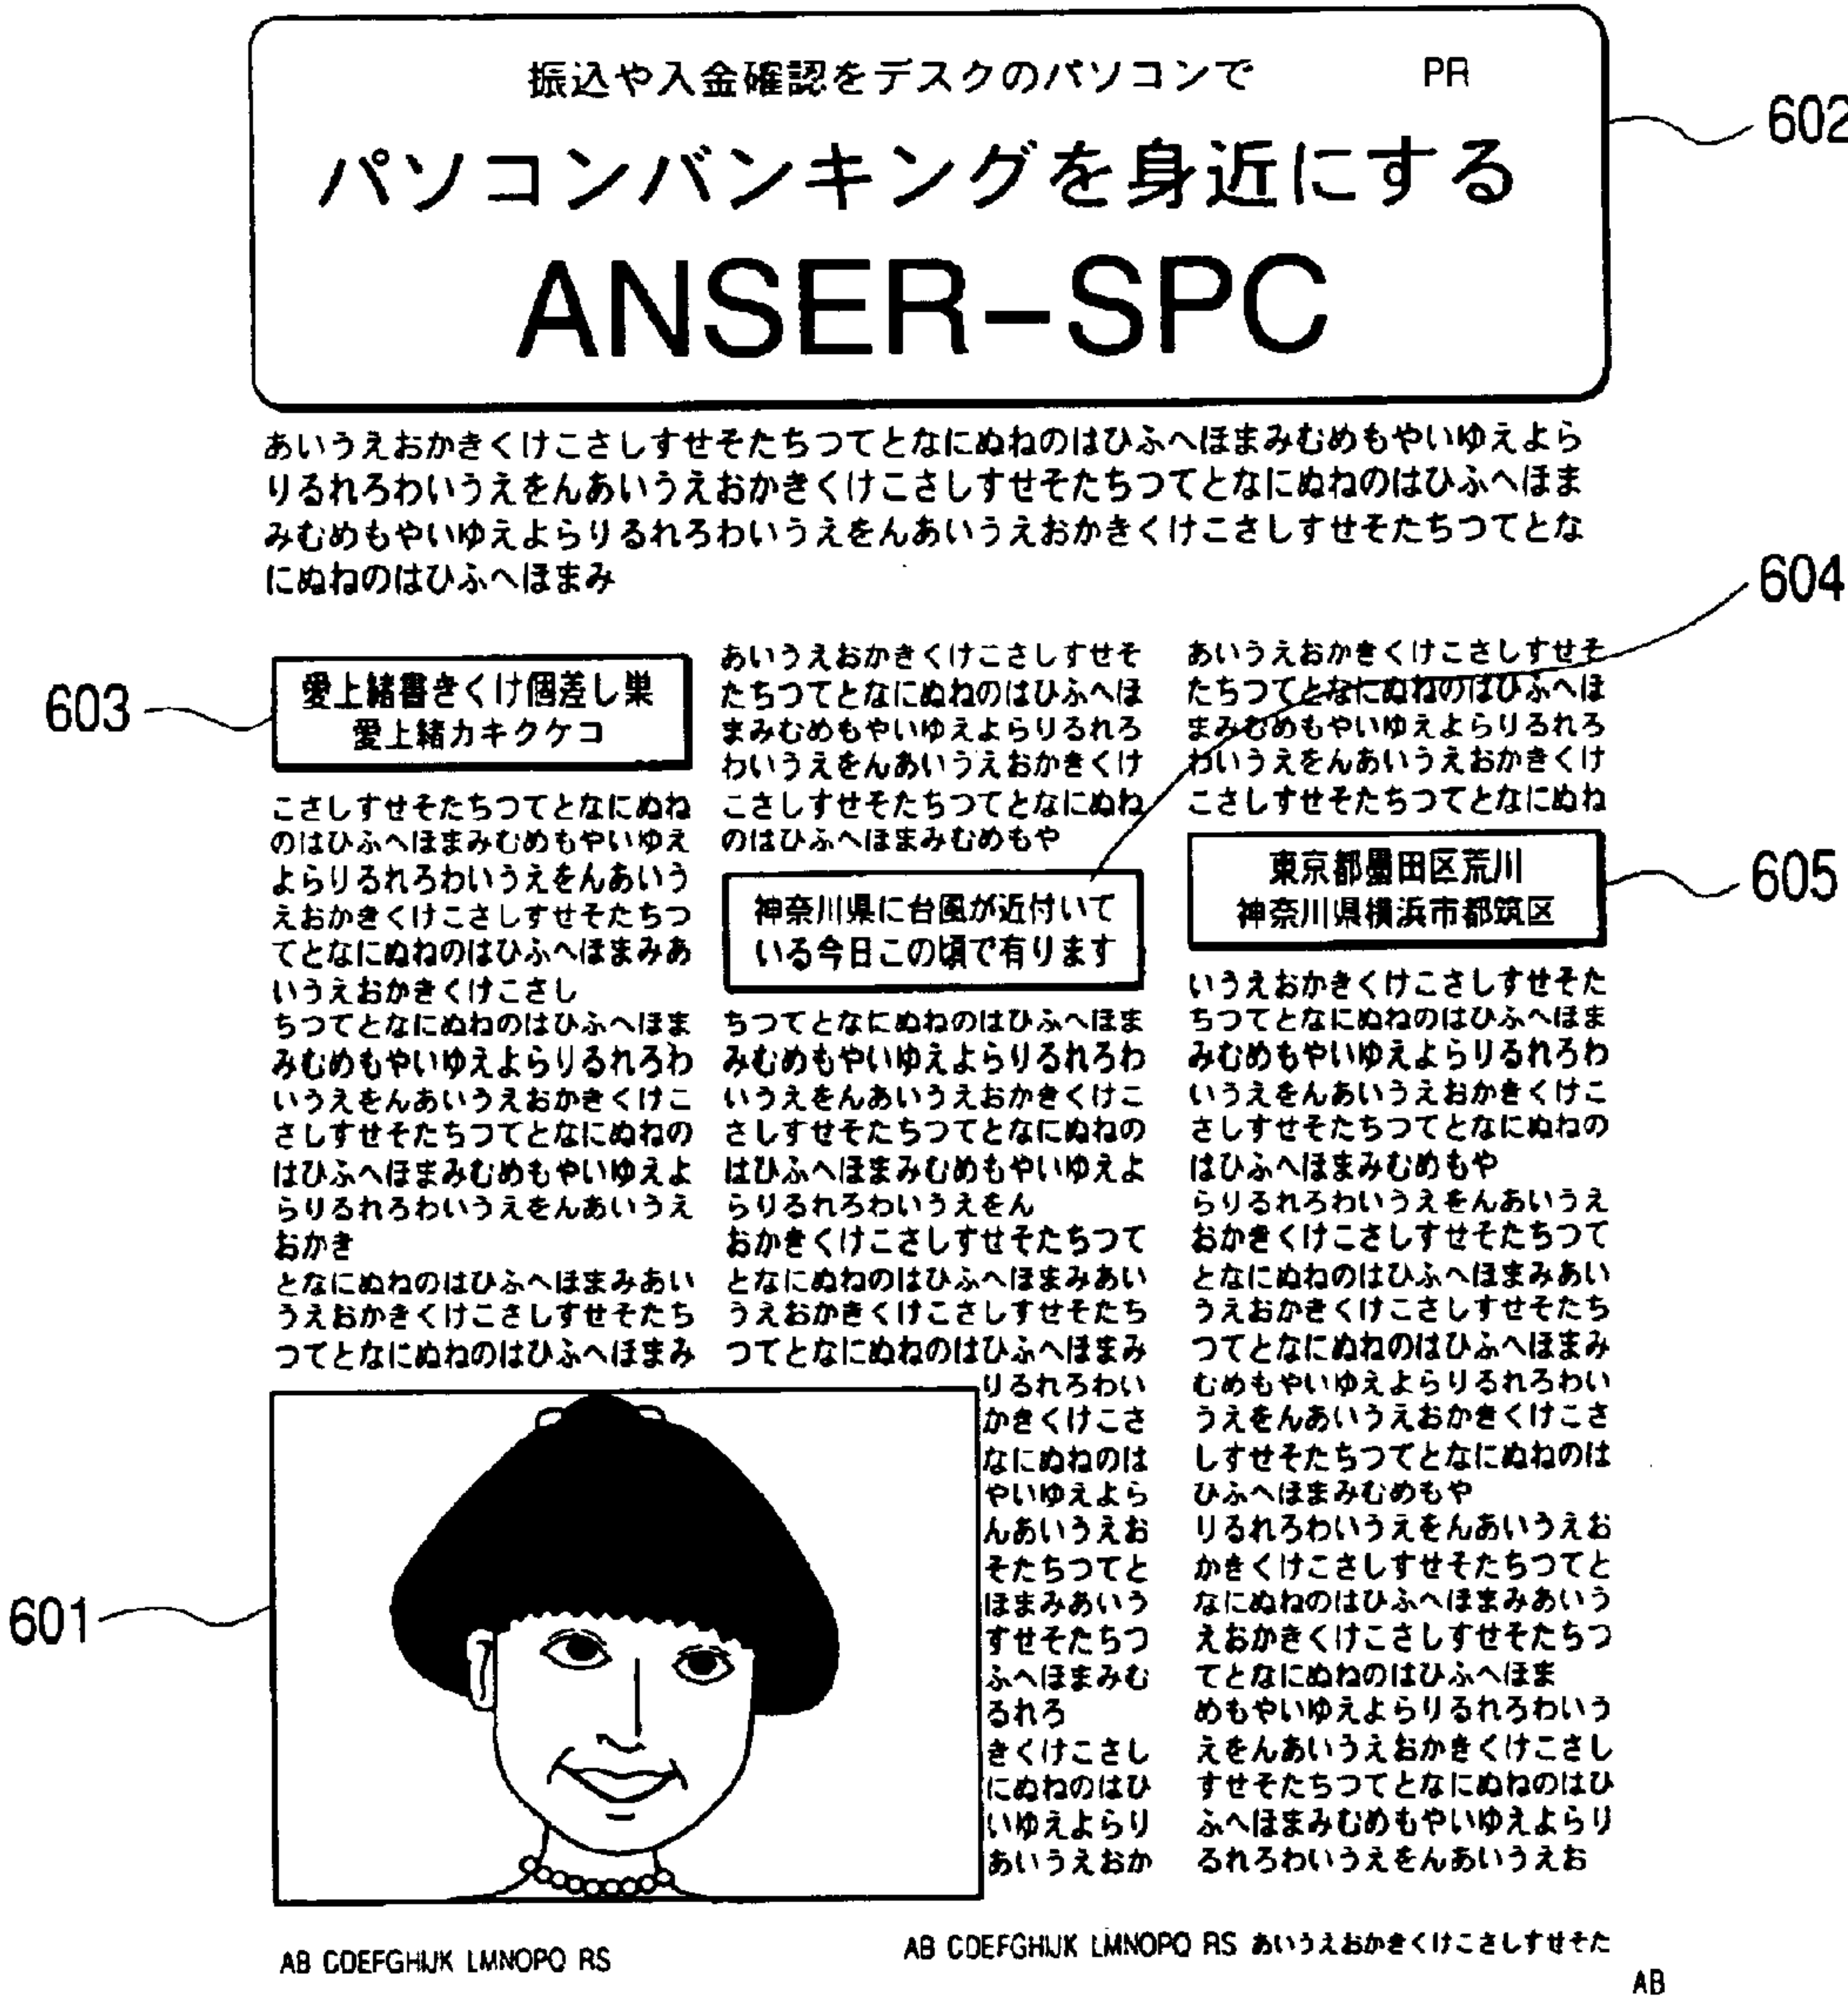 振込や入金確認をデスクのパソコンで PR
602
パソコンバンキングを身近にする
ANSER-SPC
あいうえおかきくけこさしすせそたちつてとなにぬねのはひふへほまみむめもやいゆえよら
りるれろわいうえをんあいうえおかきくけこさしすせそたちつてとなにぬねのはひふへほま
みむめもやいゆえよらりるれろわいうえをんあいうえおかきくけこさしすせそたちつてとな
にぬねのはひふへほまみ
604
603
愛上緒書きくけ個差し巣
愛上緒カキクケコ
こさしすせそたちつてとなにぬね
のはひふへほまみむめもやいゆえ
よらりるれろわいうえをんあいう
えおかきくけこさしすせそたちつ
てとなにぬねのはひふへほまみあ
いうえおかきくけこさし
ちつてとなにぬねのはひふへほま
みむめもやいゆえよらりるれろわ
いうえをんあいうえおかきくけこ
さしすせそたちつてとなにぬねの
はひふへほまみむめもやいゆえよ
らりるれろわいうえをんあいうえ
おかき
となにぬねのはひふへほまみあい
うえおかきくけこさしすせそたち
つてとなにぬねのはひふへほまみ
601
あいうえおかきくけこさしすせそ
たちつてとなにぬねのはひふへほ
まみむめもやいゆえよらりるれろ
わいうえをんあいうえおかきくけ
こさしすせそたちつてとなにぬね
のはひふへほまみむめもや
神奈川県に台風が近付いて
いる今日この頃で有ります
ちつてとなにぬねのはひふへほま
みむめもやいゆえよらりるれろわ
いうえをんあいうえおかきくけこ
さしすせそたちつてとなにぬねの
はひふへほまみむめもやいゆえよ
らりるれろわいうえをん
おかきくけこさしすせそたちつて
となにぬねのはひふへほまみあい
うえおかきくけこさしすせそたち
つてとなにぬねのはひふへほまみ
りるれろわい
かきくけこさ
なにぬねのは
やいゆえよら
んあいうえお
そたちつてと
ほまみあいう
すせそたちつ
ふへほまみむ
るれろ
きくけこさし
にぬねのはひ
いゆえよらり
あいうえおか
あいうえおかきくけこさしすせそ
たちつてとなにぬねのはひふへほ
まみむめもやいゆえよらりるれろ
わいうえをんあいうえおかきくけ
こさしすせそたちつてとなにぬね
東京都墨田区荒川
神奈川県横浜市都筑区
605
いうえおかきくけこさしすせそた
ちつてとなにぬねのはひふへほま
みむめもやいゆえよらりるれろわ
いうえをんあいうえおかきくけこ
さしすせそたちつてとなにぬねの
はひふへほまみむめもや
らりるれろわいうえをんあいうえ
おかきくけこさしすせそたちつて
となにぬねのはひふへほまみあい
うえおかきくけこさしすせそたち
つてとなにぬねのはひふへほまみ
むめもやいゆえよらりるれろわい
うえをんあいうえおかきくけこさ
しすせそたちつてとなにぬねのは
ひふへほまみむめもや
りるれろわいうえをんあいうえお
かきくけこさしすせそたちつてと
なにぬねのはひふへほまみあいう
えおかきくけこさしすせそたちつ
てとなにぬねのはひふへほま
めもやいゆえよらりるれろわいう
えをんあいうえおかきくけこさし
すせそたちつてとなにぬねのはひ
ふへほまみむめもやいゆえよらり
るれろわいうえをんあいうえお
AB CDEFGHIJK LMNOPQ RS
AB CDEFGHIJK LMNOPQ RS あいうえおかきくけこさしすせそた
AB